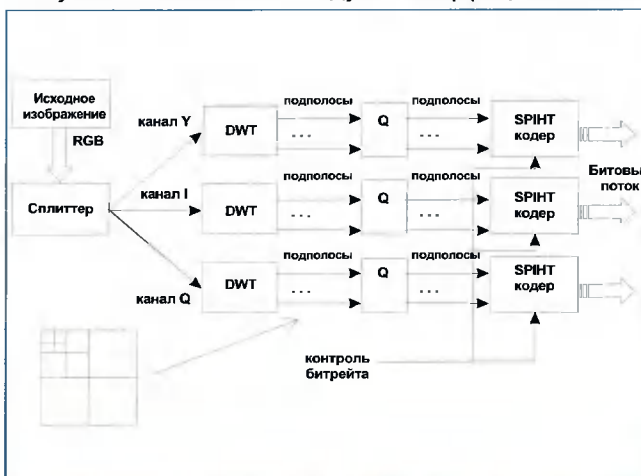 Исходное
изображение
RGB
Сплиттер
канал Y
канал I
канал Q
DWT
подполосы
...
Q
подполосы
...
SPIHT
кодер
DWT
подполосы
...
Q
подполосы
...
SPIHT
кодер
DWT
подполосы
...
Q
подполосы
...
SPIHT
кодер
Битовы
поток
контроль
битрейта